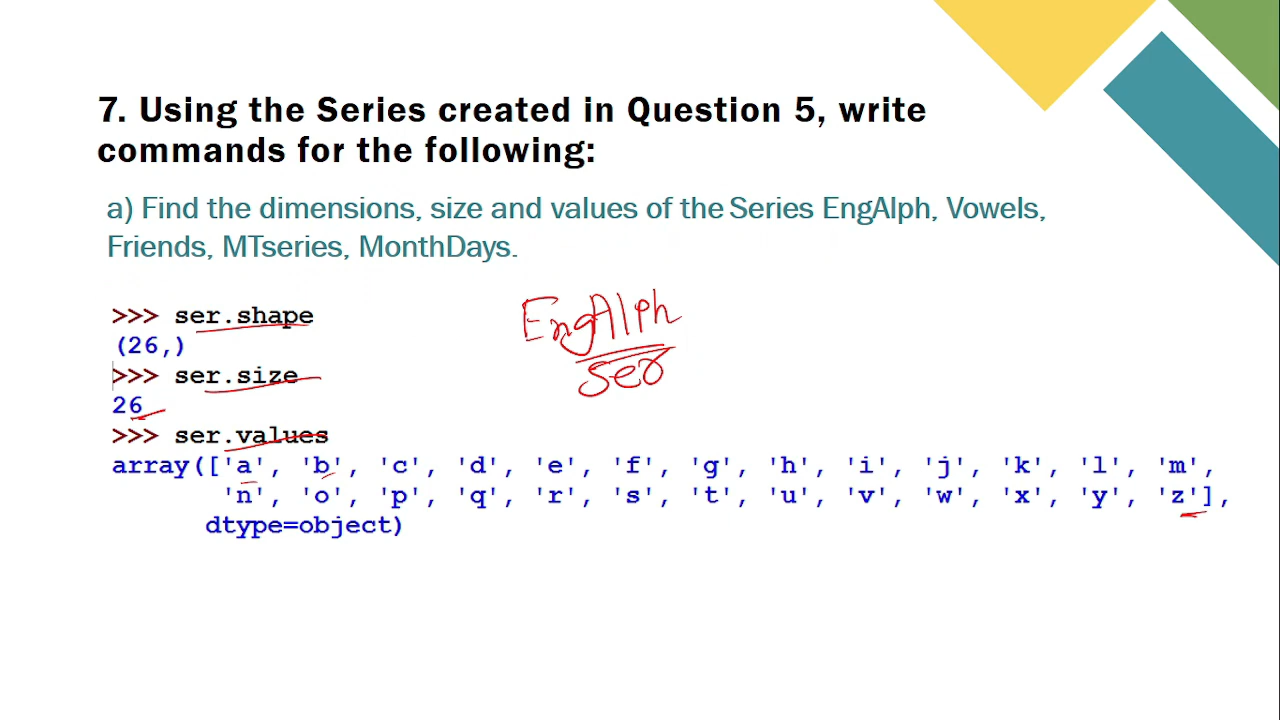 7. Using the Series created in Question 5, write
commands for the following:
a) Find the dimensions, size and values of the Series EngAlph, Vowels,
Friends, MTseries, MonthDays.
>>> ser.shape
(26,)
>>> ser.size
26
>>> ser.values
array(['a', 'b', 'c', 'd', 'e', 'f', 'g', 'h', 'i', 'j', 'k', 'l', 'm',
'n', 'o', 'p', 'q', 'r', 's', 't', 'u', 'v', 'w', 'x', 'y', 'z'],
dtype=object)
EngAlph
ser